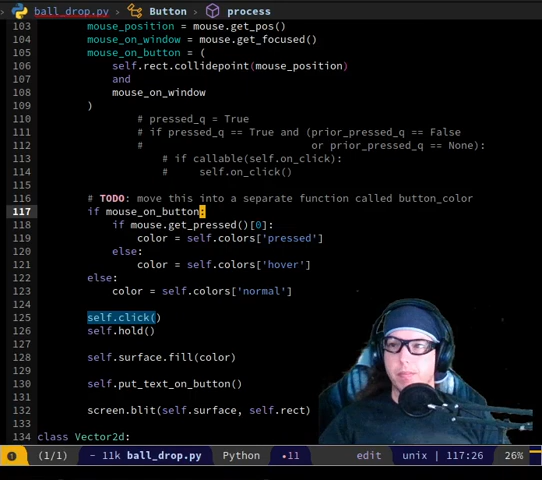 ball_drop.py > Button > process
103 mouse_position = mouse.get_pos()
104 mouse_on_window = mouse.get_focused()
105 mouse_on_button = (
106 self.rect.collidepoint(mouse_position)
107 and
108 mouse_on_window
109 )
110 # pressed_q = True
111 # if pressed_q == True and (prior_pressed_q == False
112 # or prior_pressed_q == None):
113 # if callable(self.on_click):
114 # self.on_click()
115
116 # TODO: move this into a separate function called button_color
117 if mouse_on_button:
118 if mouse.get_pressed()[0]:
119 color = self.colors['pressed']
120 else:
121 color = self.colors['hover']
122 else:
123 color = self.colors['normal']
124
125 self.click()
126 self.hold()
127
128 self.surface.fill(color)
129
130 self.put_text_on_button()
131
132 screen.blit(self.surface, self.rect)
133
134 class Vector2d:
(1/1) - 11k ball_drop.py Python •11 edit unix | 117:26 26%